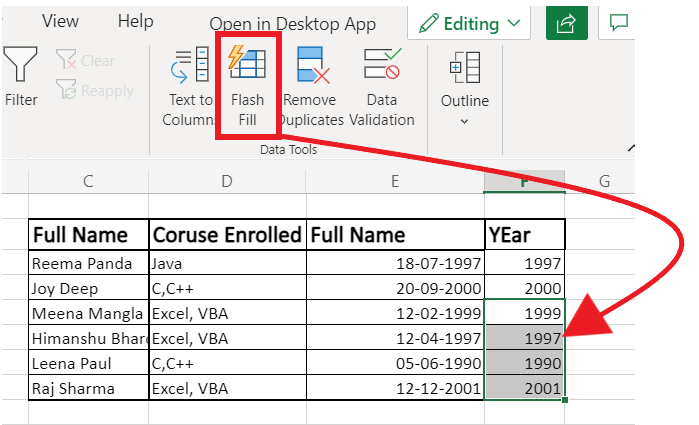 View Help Open in Desktop App Editing
Clear
Reapply
Filter Text to Flash Remove Data Outline
Column Fill Duplicates Validation
Data Tools
C D E F G
Full Name Coruse Enrolled Full Name YEar
Reema Panda Java 18-07-1997 1997
Joy Deep C,C++ 20-09-2000 2000
Meena Mangla Excel, VBA 12-02-1999 1999
Himanshu Bhar Excel, VBA 12-04-1997 1997
Leena Paul C,C++ 05-06-1990 1990
Raj Sharma Excel, VBA 12-12-2001 2001